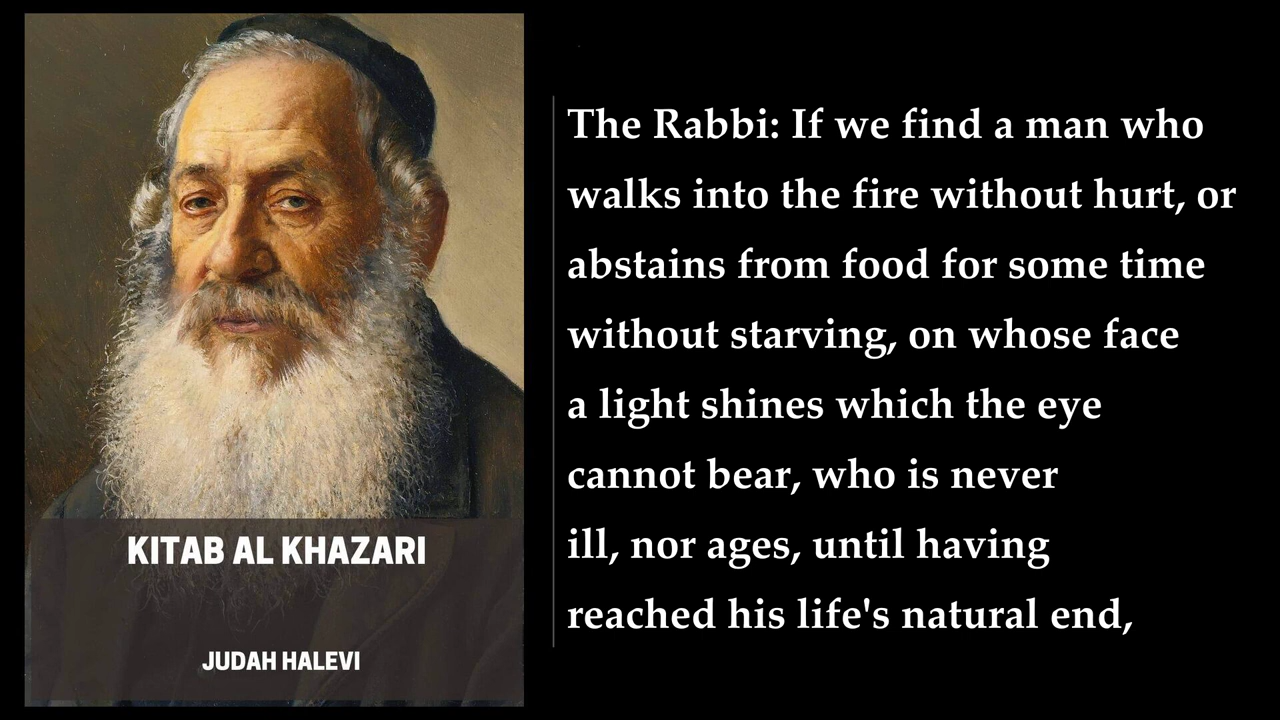 KITAB AL KHAZARI
JUDAH HALEVI
The Rabbi: If we find a man who
walks into the fire without hurt, or
abstains from food for some time
without starving, on whose face
a light shines which the eye
cannot bear, who is never
ill, nor ages, until having
reached his life's natural end,